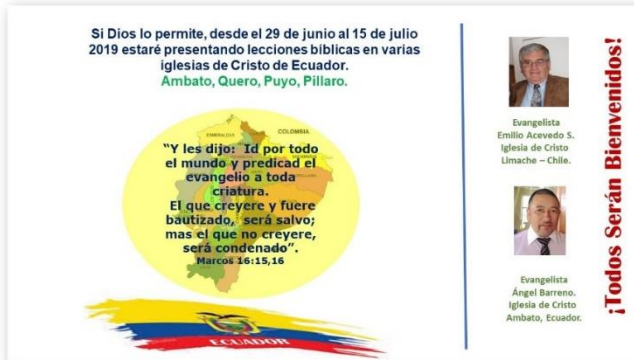 Si Dios lo permite, desde el 29 de junio al 15 de julio
2019 estaré presentando lecciones bíblicas en varias
iglesias de Cristo de Ecuador.
Ambato, Quero, Puyo, Pillaro.
ESMERALDAS
COLOMBIA
"Y les dijo: Id por todo
el mundo y predicad el
evangelio a toda
criatura.
El que creyere y fuere
bautizado, será salvo;
mas el que no creyere,
será condenado".
Marcos 16:15,16
ECUADOR
Evangelista
Emilio Acevedo S.
Iglesia de Cristo
Limache – Chile.
Evangelista
Ángel Barreno.
Iglesia de Cristo
Ambato, Ecuador.
¡Todos Serán Bienvenidos!